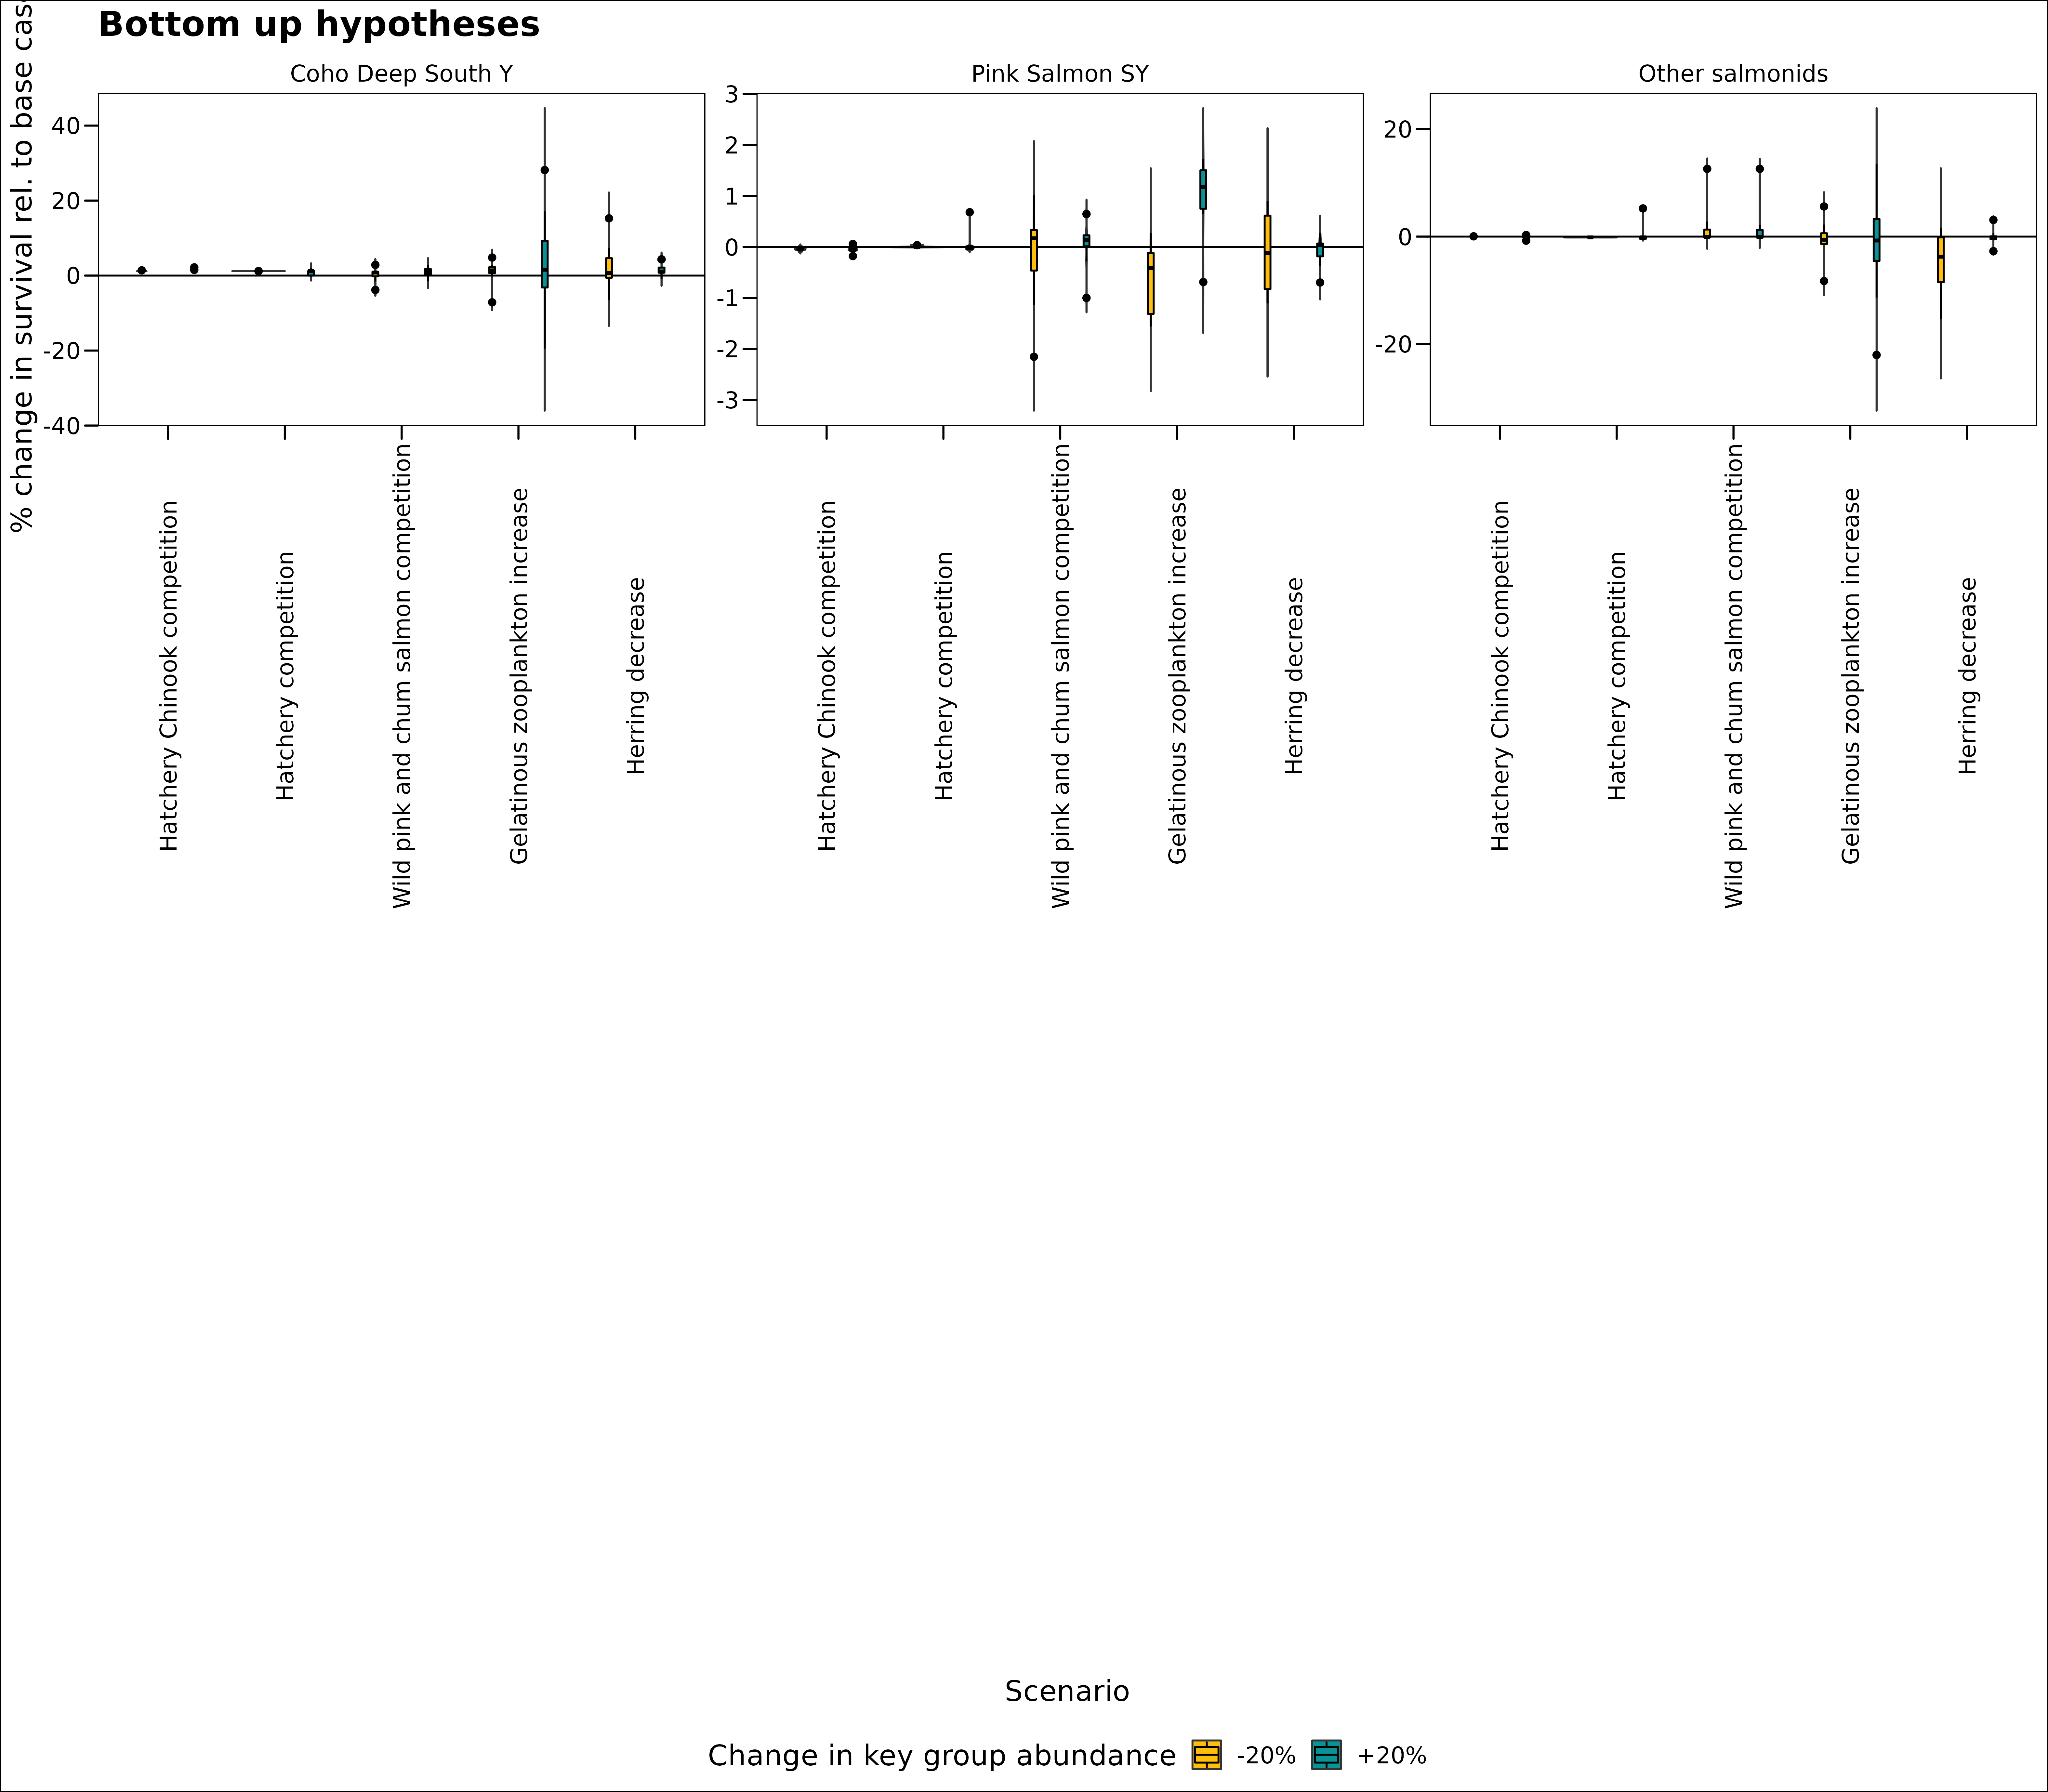 Bottom up hypotheses
% change in survival rel. to base
Coho Deep South Y
Pink Salmon SY
Other salmonids
40
20
0
-20
-40
3
2
1
0
-1
-2
-3
20
0
-20
Hatchery Chinook competition
Hatchery competition
Wild pink and chum salmon competition
Gelatinous zooplankton increase
Herring decrease
Hatchery Chinook competition
Hatchery competition
Wild pink and chum salmon competition
Gelatinous zooplankton increase
Herring decrease
Hatchery Chinook competition
Hatchery competition
Wild pink and chum salmon competition
Gelatinous zooplankton increase
Herring decrease
Scenario
Change in key group abundance -20% +20%